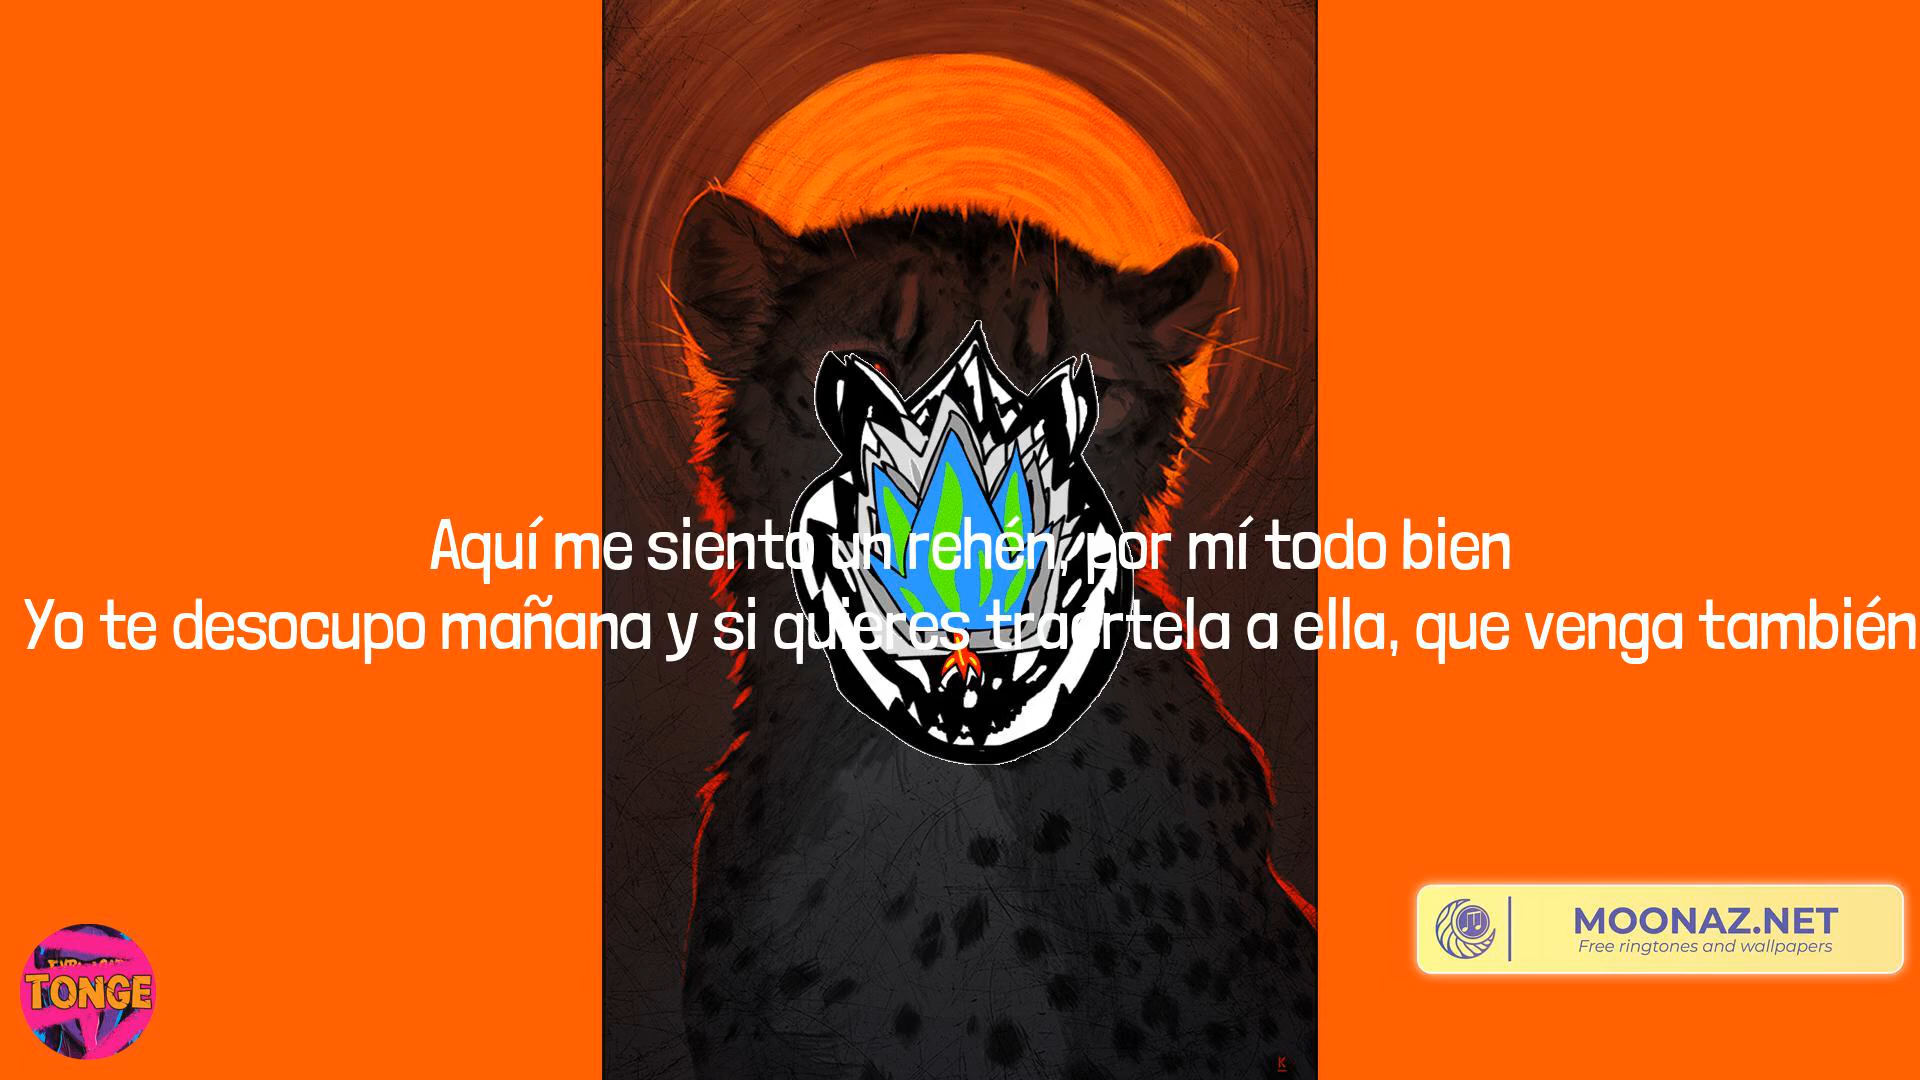 Aquí me siento un rehén, por mí todo bien
Yo te desocupo mañana y si quieres traértela a ella, que venga también
TONGE
MOONAZ.NET
Free ringtones and wallpapers
K